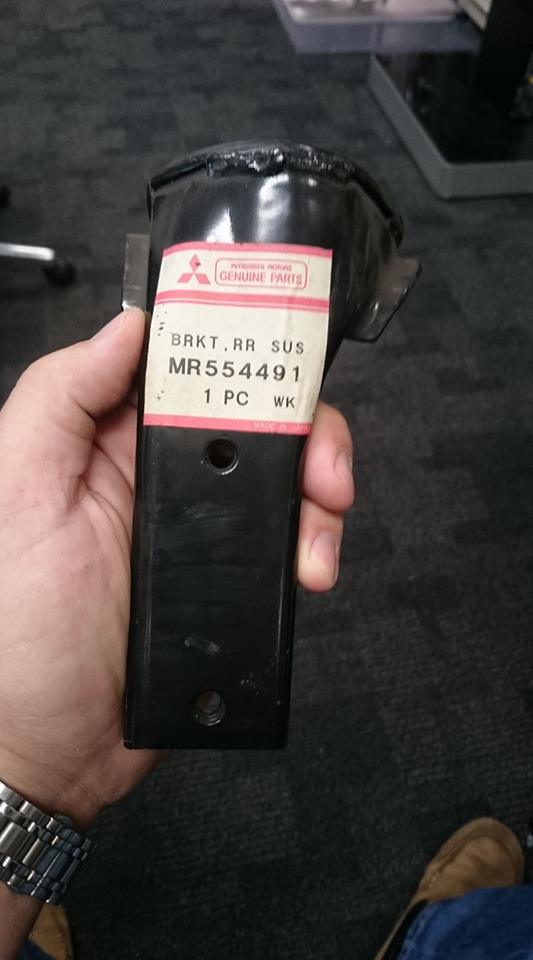 MITSUBISHI MOTORS
GENUINE PARTS
BRKT,RR SUS
MR554491
1 PC WK
MADE IN JAPAN